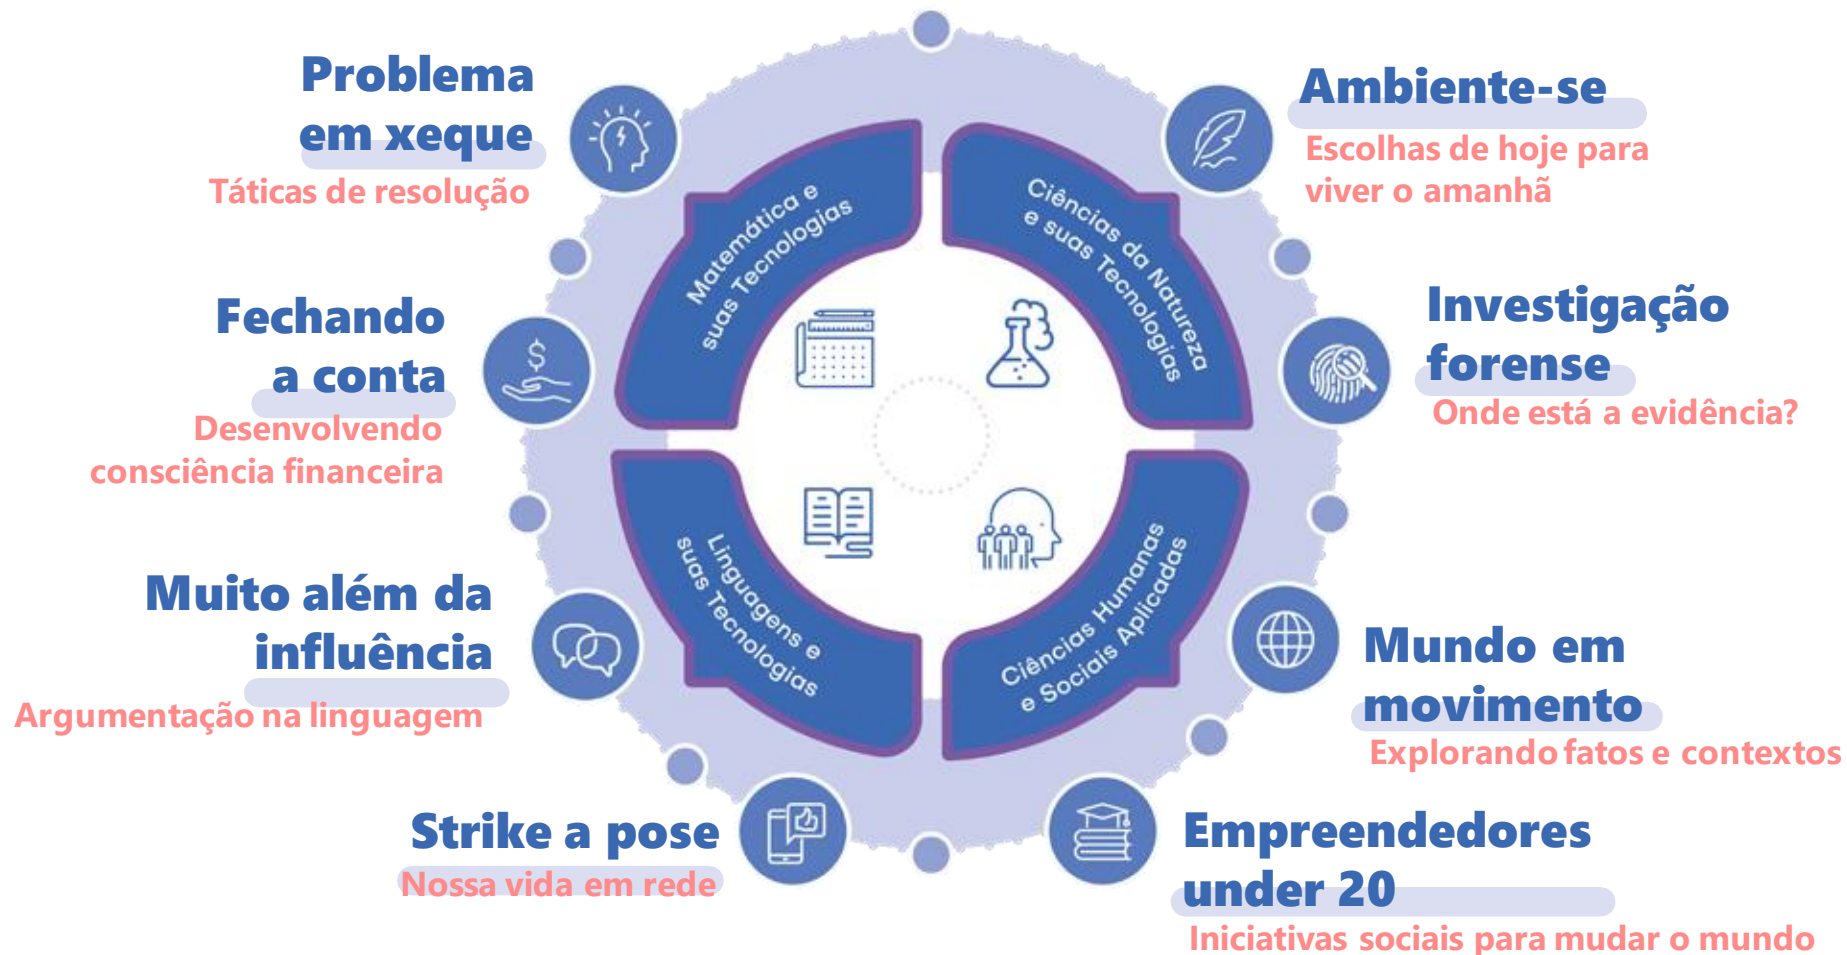 Problema
em xeque
Táticas de resolução
Fechando
a conta
Desenvolvendo
consciência financeira
Muito além da
influência
Argumentação na linguagem
Strike a pose
Nossa vida em rede
Matemática e
suas Tecnologias
Ciências da Natureza
e suas Tecnologias
Linguagens e
suas Tecnologias
Ciências Humanas
e Sociais Aplicadas
$
Ambiente-se
Escolhas de hoje para
viver o amanhã
Investigação
forense
Onde está a evidência?
Mundo em
movimento
Explorando fatos e contextos
Empreendedores
under 20
Iniciativas sociais para mudar o mundo